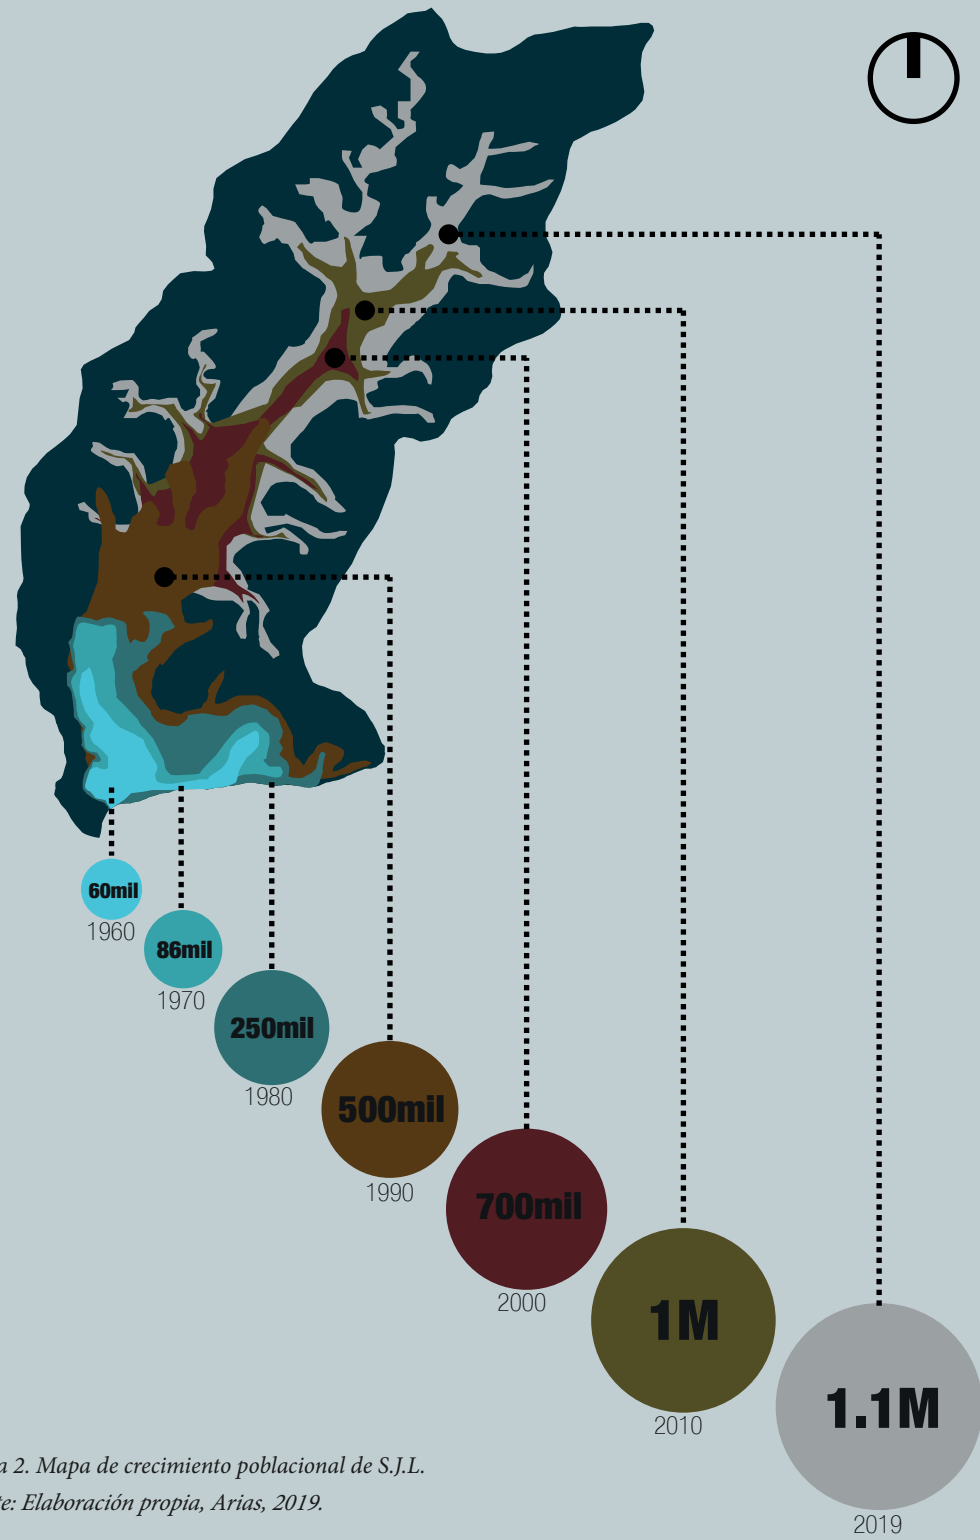 60mil
1960
86mil
1970
250mil
1980
500mil
1990
700mil
2000
1M
2010
1.1M
2019
a 2. Mapa de crecimiento poblacional de S.J.L.
te: Elaboración propia, Arias, 2019.